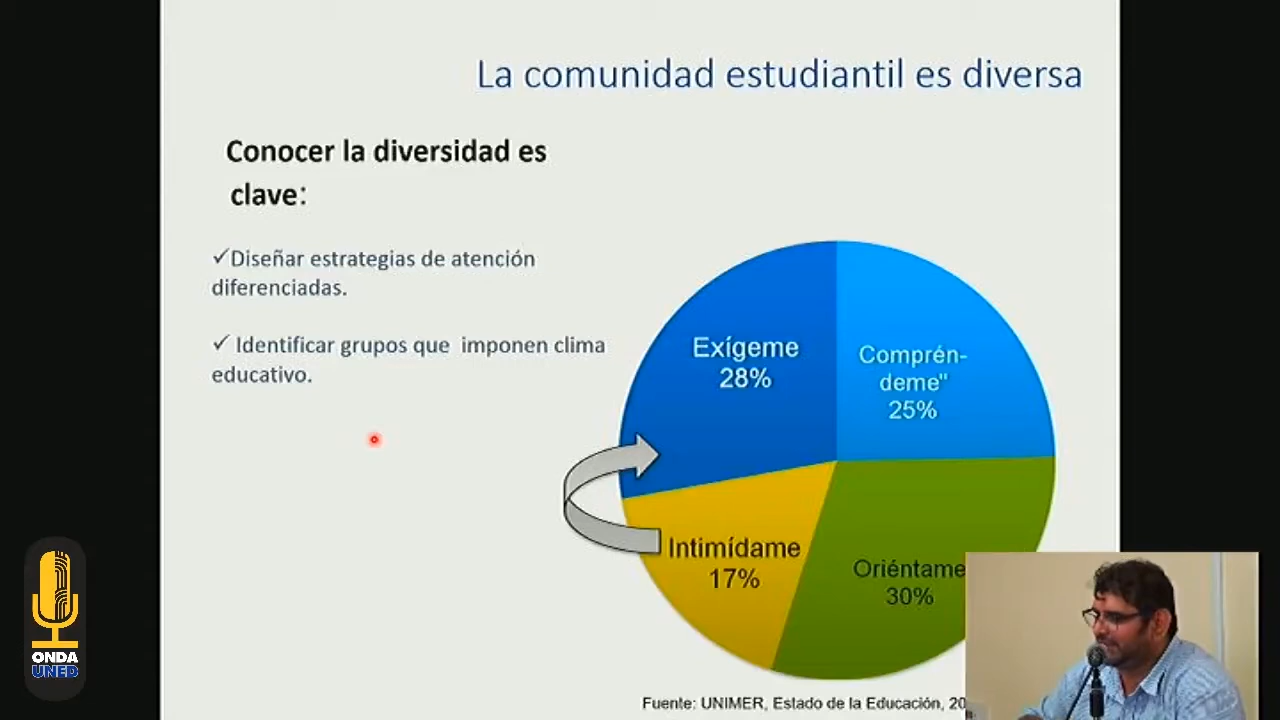 La comunidad estudiantil es diversa
Conocer la diversidad es
clave:
✓Diseñar estrategias de atención
diferenciadas.
✓ Identificar grupos que imponen clima
educativo.
Exígeme
28%
Comprén-
deme"
25%
Intimídame
17%
Oriéntame
30%
Fuente: UNIMER, Estado de la Educación,
ONDA
UNED